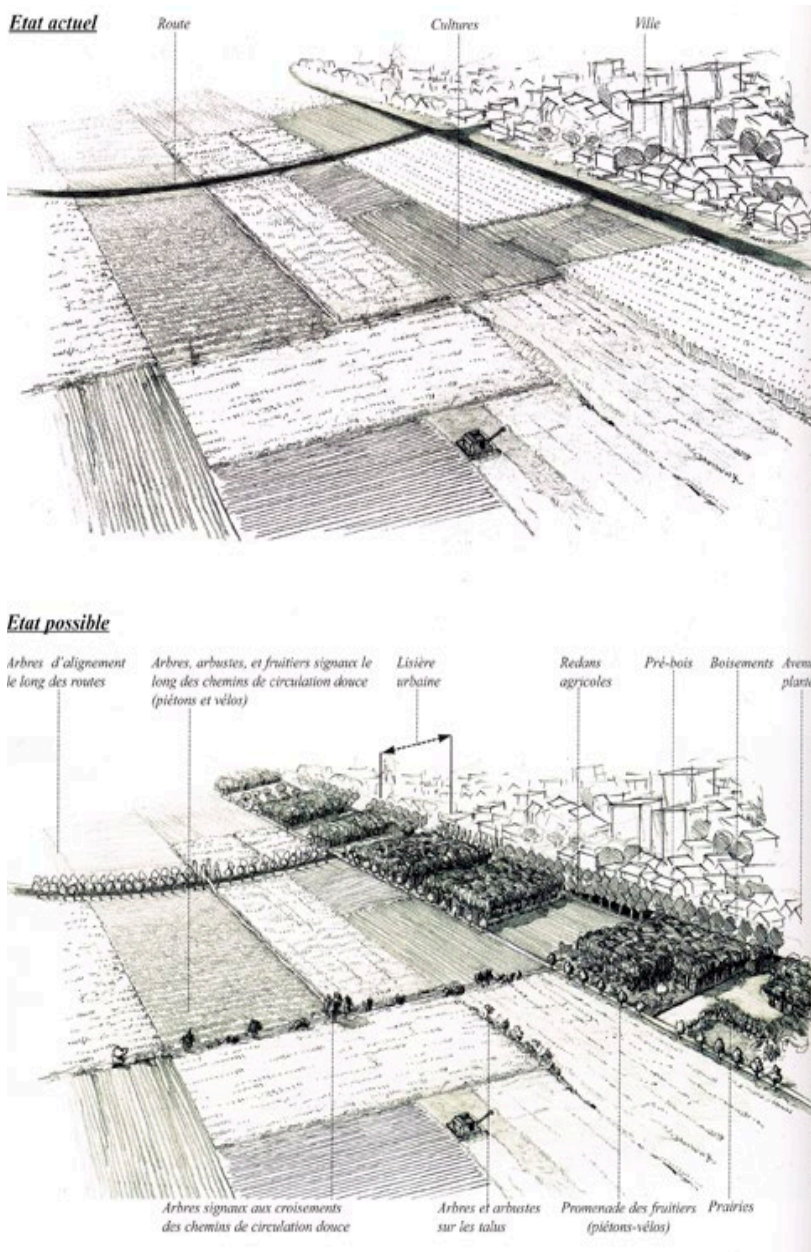 Etat actuel
Route
Cultures
Ville
Etat possible
Arbres d'alignement
le long des routes
Arbres, arbustes, et fruitiers signaux le
long des chemins de circulation douce
(piétons et vélos)
Lisière
urbaine
Redans
agricoles
Pré-bois
Boisements
Arbres signaux aux croisements
des chemins de circulation douce
Arbres et arbustes
sur les talus
Promenade des fruitiers
(piétons-vélos)
Prairies